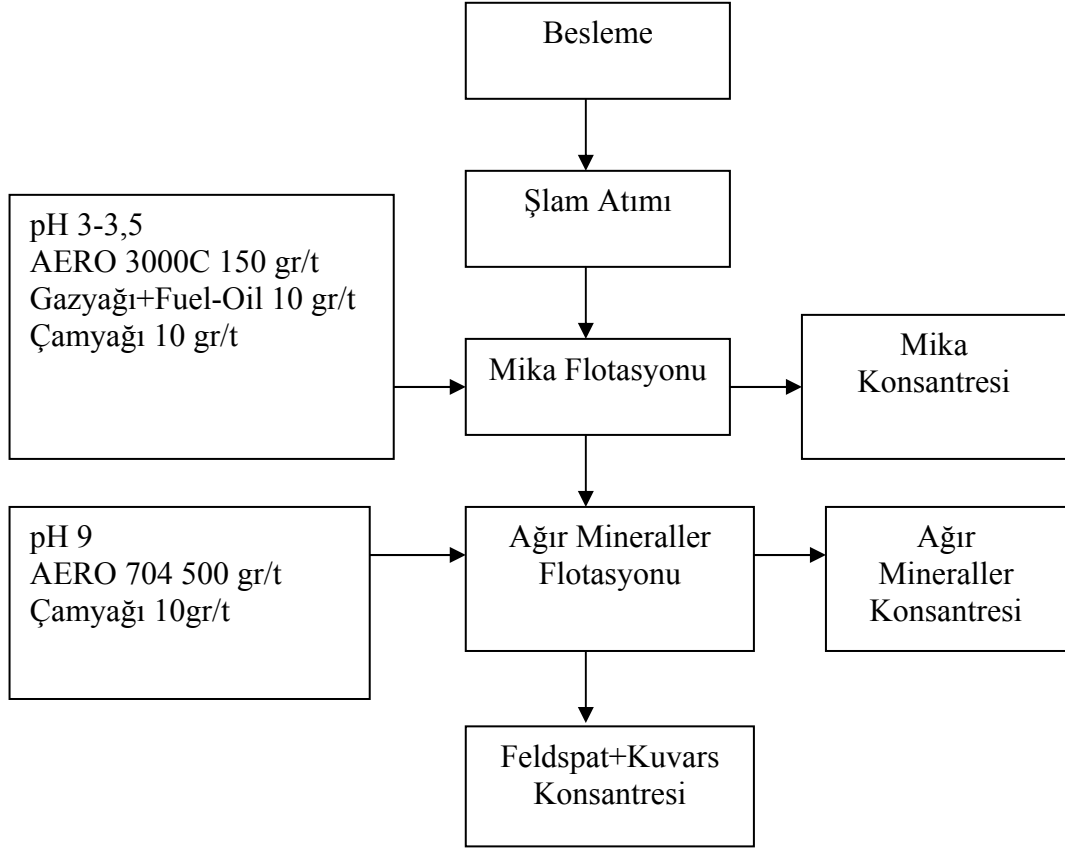 Besleme
Şlam Atımı
pH 3-3,5
AERO 3000C 150 gr/t
Gazyağı+Fuel-Oil 10 gr/t
Çamyağı 10 gr/t
Mika Flotasyonu
Mika
Konsantresi
pH 9
AERO 704 500 gr/t
Çamyağı 10gr/t
Ağır Mineraller
Flotasyonu
Ağır
Mineraller
Konsantresi
Feldspat+Kuvars
Konsantresi